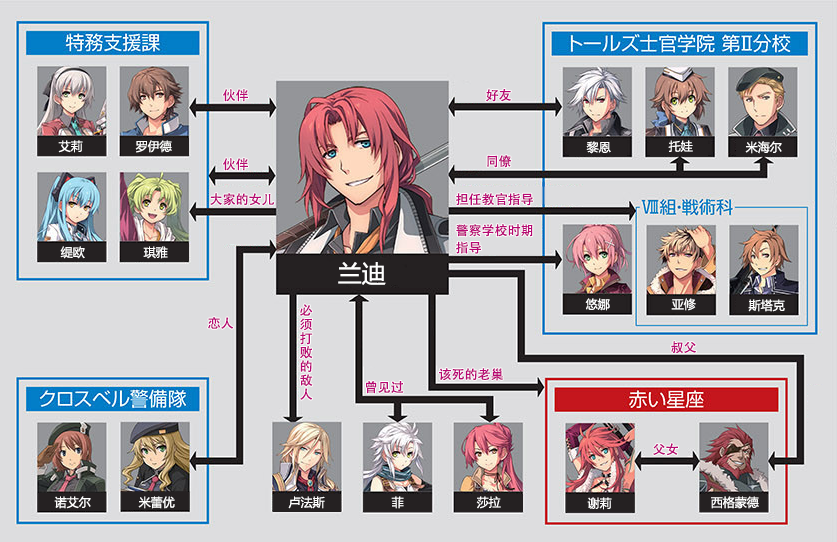 特務支援課
艾莉
罗伊德
缇欧
琪雅
伙伴
伙伴
大家的女儿
恋人
兰迪
好友
同僚
担任教官指导
警察学校时期
指导
トールズ士官学院 第Ⅱ分校
黎恩
托娃
米海尔
Ⅷ組・戦術科
悠娜
亚修
斯塔克
叔父
クロスベル警備隊
诺艾尔
米蕾优
必须打败的敌人
曾见过
该死的老巢
卢法斯
菲
莎拉
赤い星座
谢莉
父女
西格蒙德